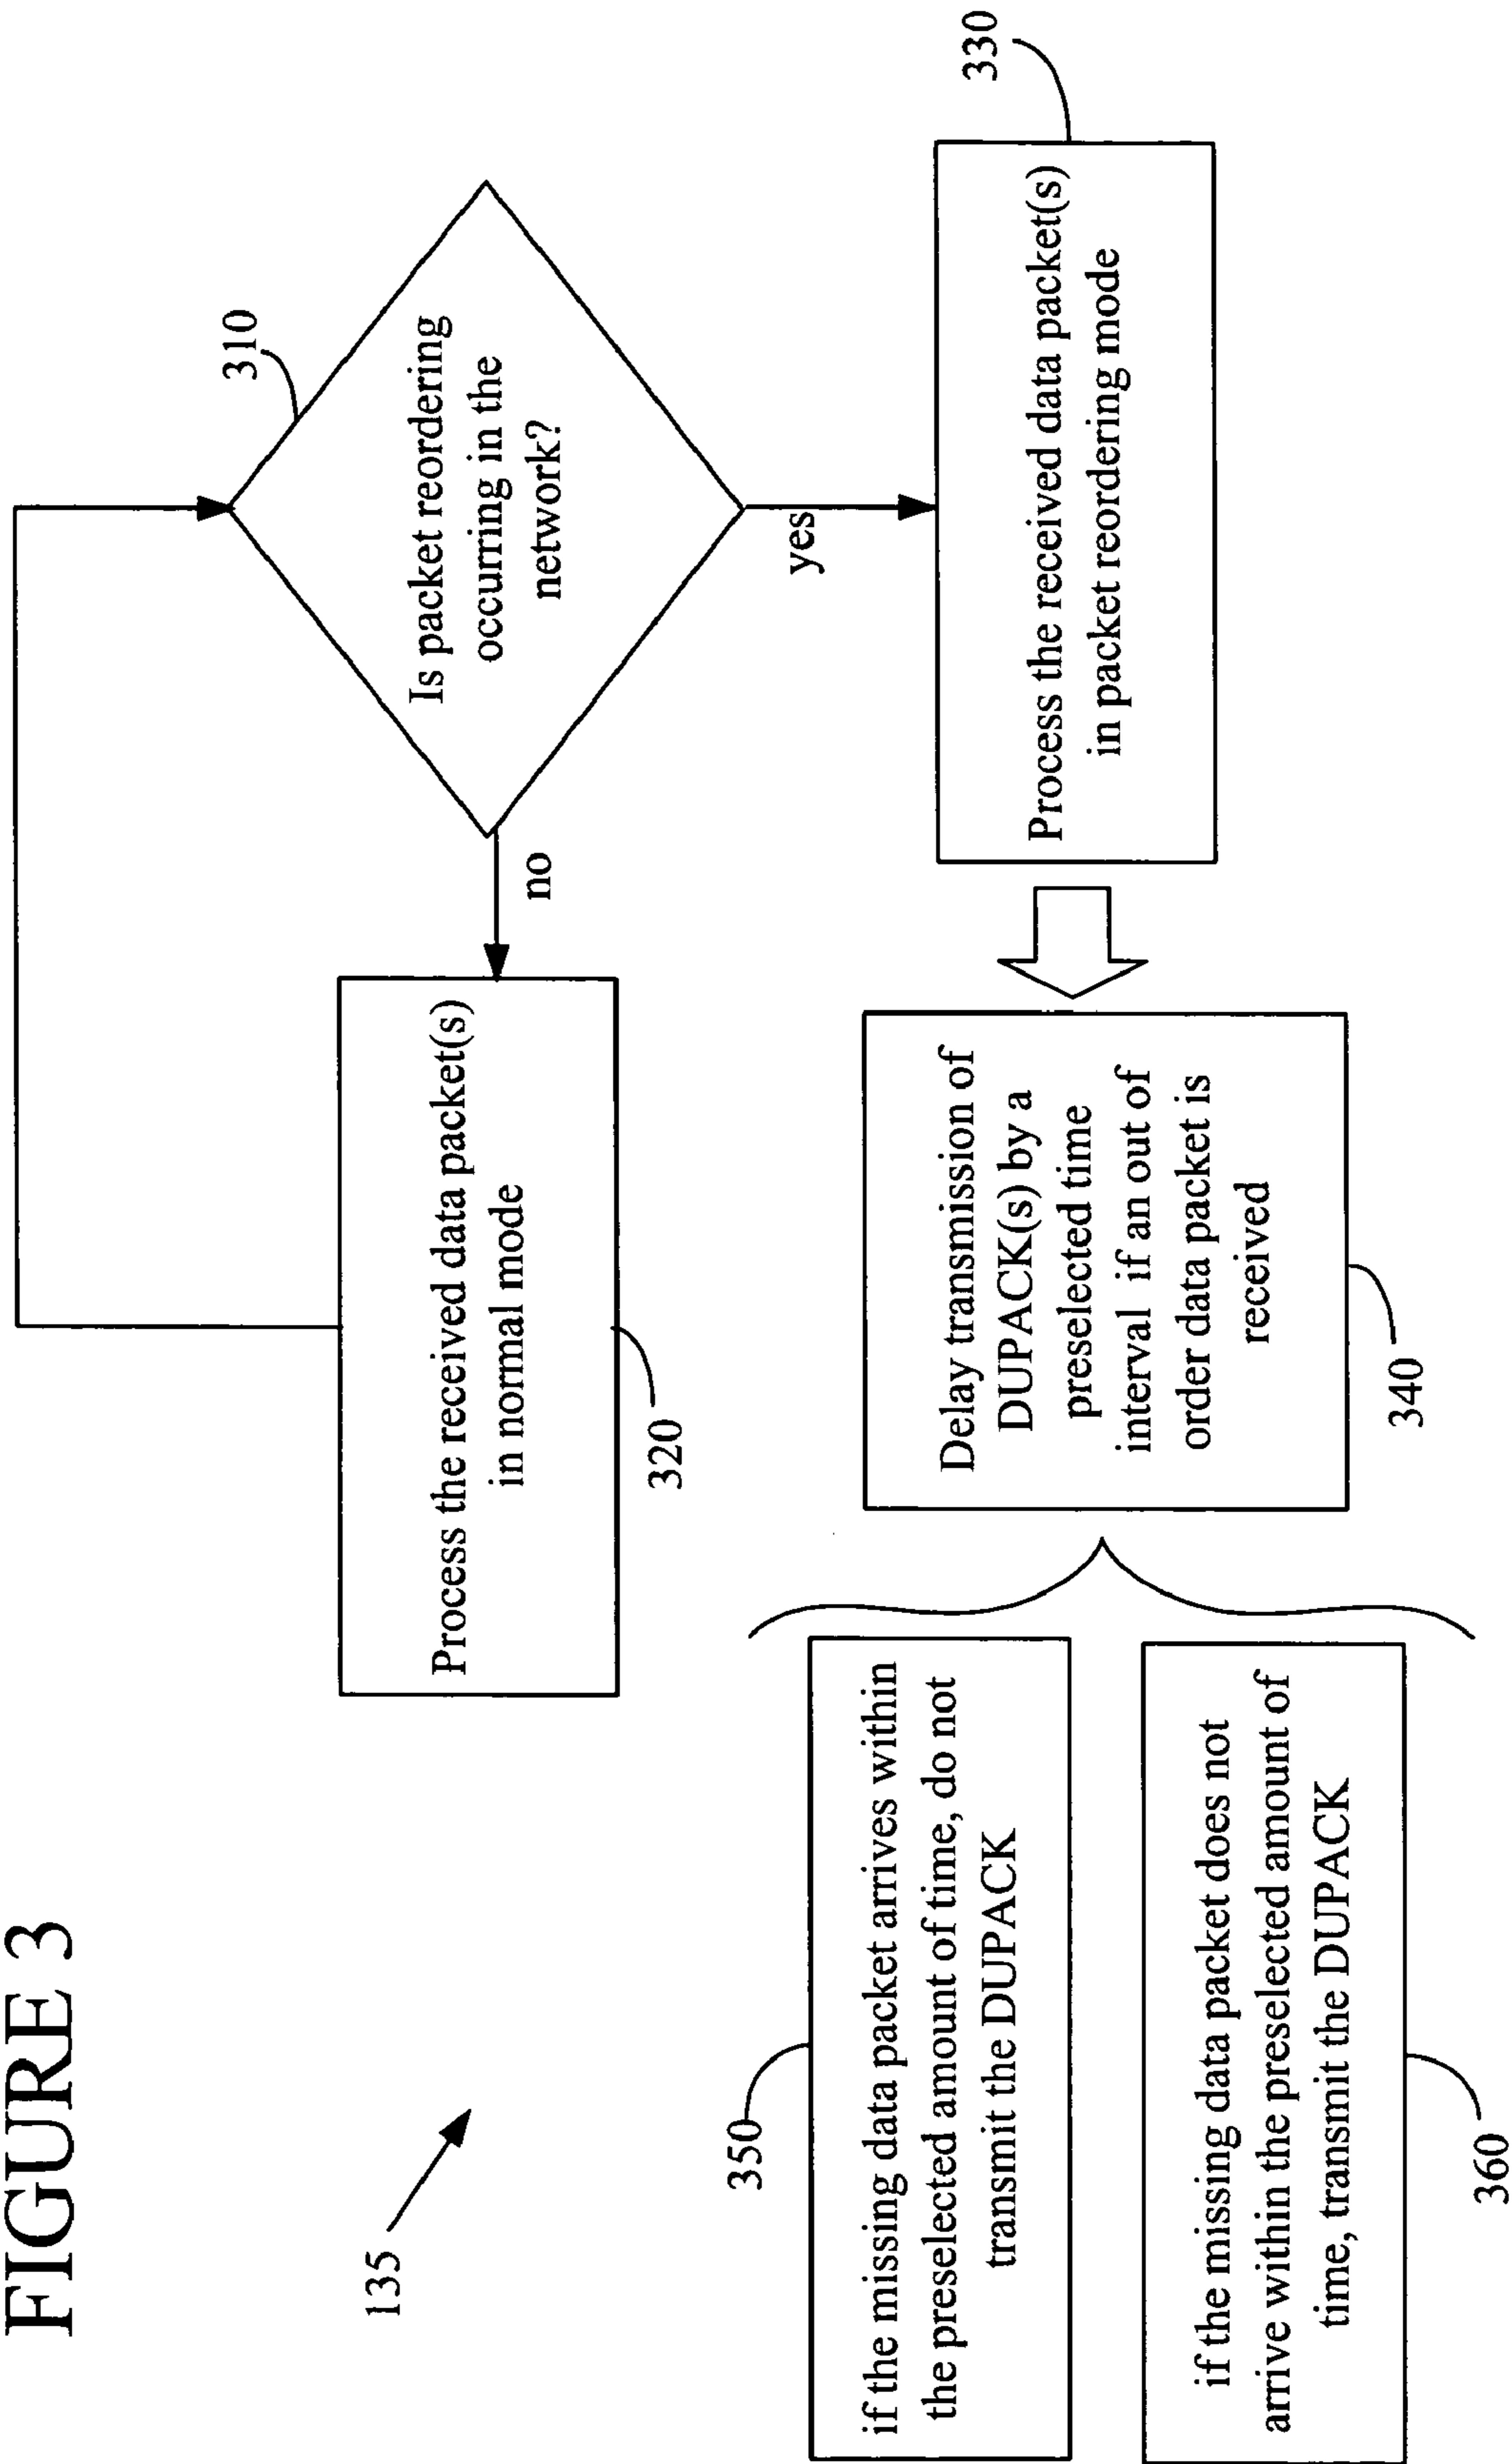 FIGURE 3
135
310
Is packet reordering
occurring in the
network?
no
yes
Process the received data packet(s)
in normal mode
320
330
Process the received data packet(s)
in packet reordering mode
Delay transmission of
DUPACK(s) by a
preselected time
interval if an out of
order data packet is
received
340
350
if the missing data packet arrives within
the preselected amount of time, do not
transmit the DUPACK
if the missing data packet does not
arrive within the preselected amount of
time, transmit the DUPACK
360